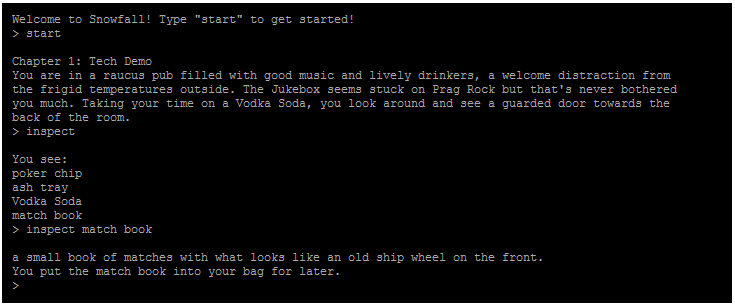 Welcome to Snowfall! Type "start" to get started!
> start
Chapter 1: Tech Demo
You are in a raucus pub filled with good music and lively drinkers, a welcome distraction from
the frigid temperatures outside. The Jukebox seems stuck on Prag Rock but that's never bothered
you much. Taking your time on a Vodka Soda, you look around and see a guarded door towards the
back of the room.
> inspect
You see:
poker chip
ash tray
Vodka Soda
match book
> inspect match book
a small book of matches with what looks like an old ship wheel on the front.
You put the match book into your bag for later.
>